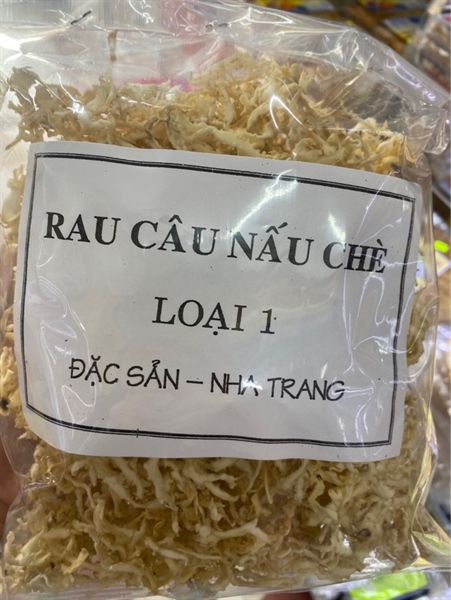 RAU CÂU NẤU CHÈ
LOẠI 1
ĐẶC SẢN – NHA TRANG